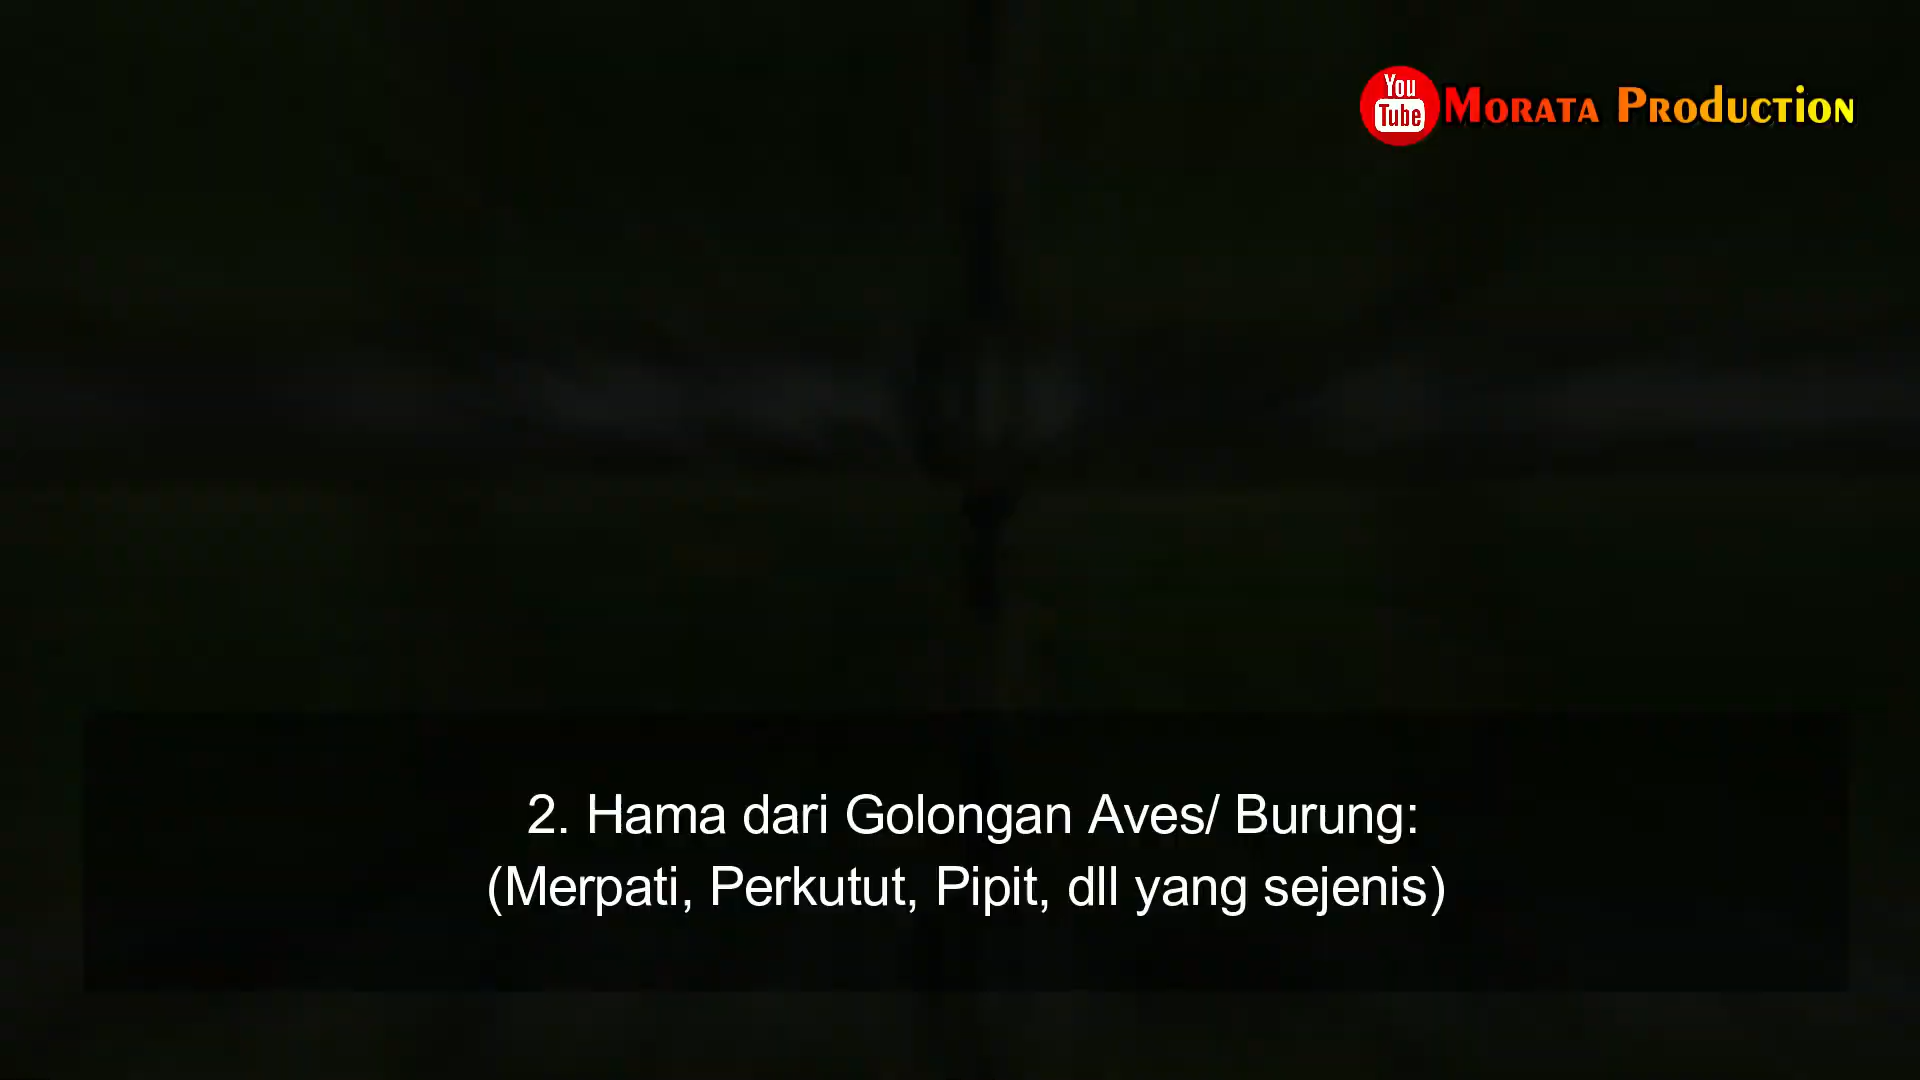 You
Tube
Morata Production
2. Hama dari Golongan Aves/ Burung:
(Merpati, Perkutut, Pipit, dll yang sejenis)